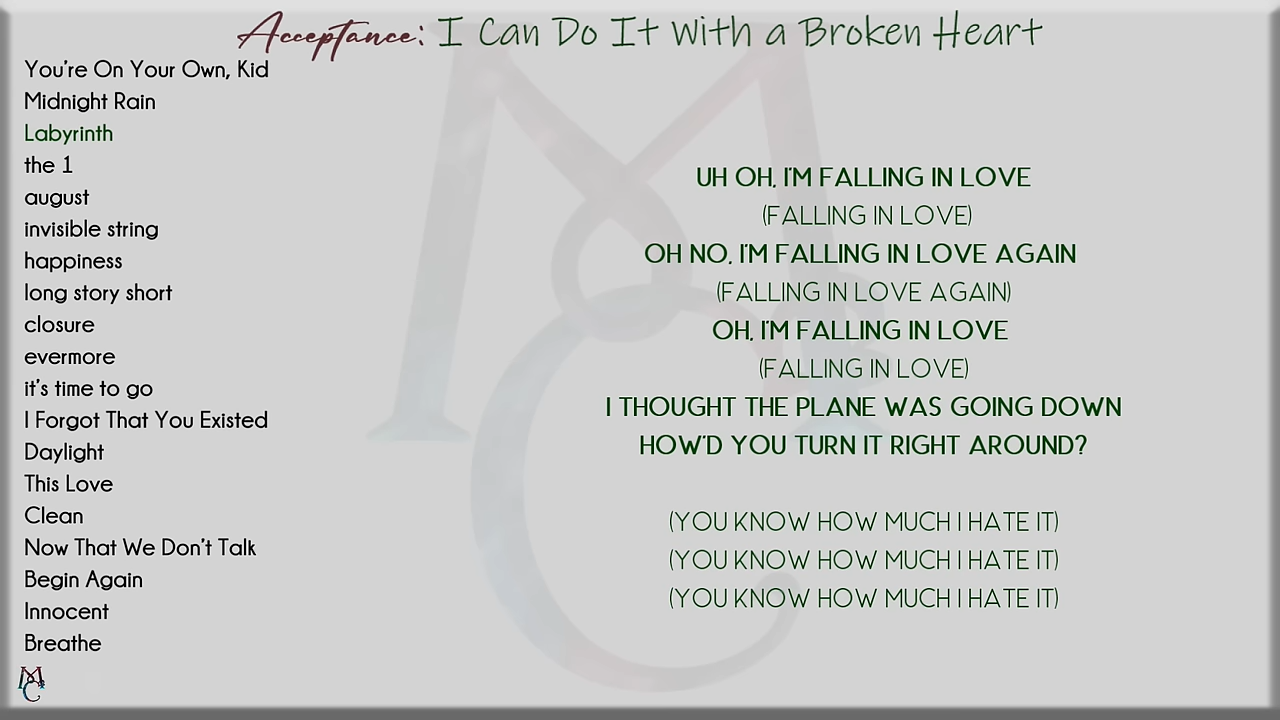 Acceptance: I Can Do It With a Broken Heart
You're On Your Own, Kid
Midnight Rain
Labyrinth
the 1
august
invisible string
happiness
long story short
closure
evermore
it's time to go
I Forgot That You Existed
Daylight
This Love
Clean
Now That We Don't Talk
Begin Again
Innocent
Breathe
UH OH, I'M FALLING IN LOVE
(FALLING IN LOVE)
OH NO, I'M FALLING IN LOVE AGAIN
(FALLING IN LOVE AGAIN)
OH, I'M FALLING IN LOVE
(FALLING IN LOVE)
I THOUGHT THE PLANE WAS GOING DOWN
HOW'D YOU TURN IT RIGHT AROUND?
(YOU KNOW HOW MUCH I HATE IT)
(YOU KNOW HOW MUCH I HATE IT)
(YOU KNOW HOW MUCH I HATE IT)
MC